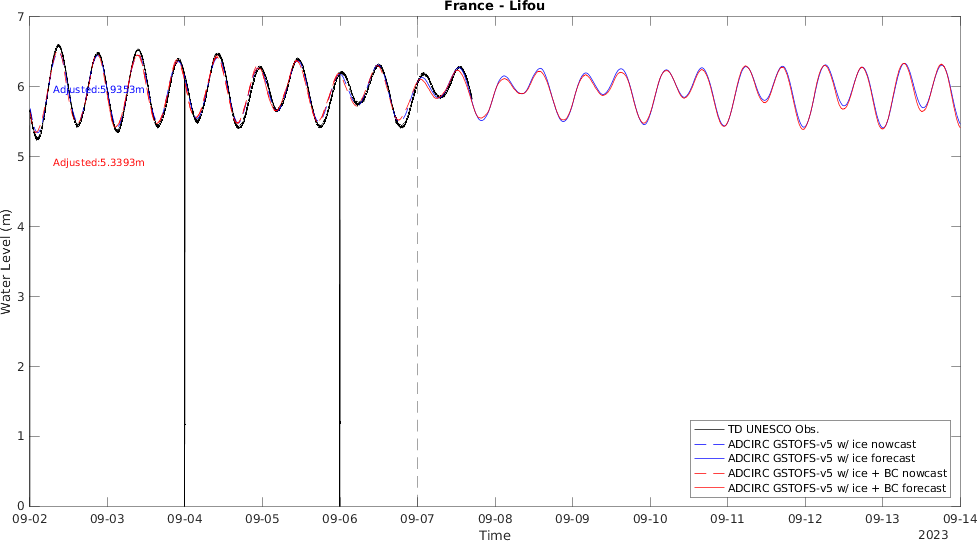 France - Lifou
7
6
5
4
3
2
1
0
Water Level (m)
Adjusted:5.9353m
Adjusted:5.3393m
TD UNESCO Obs.
ADCIRC GSTOFS-v5 w/ ice nowcast
ADCIRC GSTOFS-v5 w/ ice forecast
ADCIRC GSTOFS-v5 w/ ice + BC nowcast
ADCIRC GSTOFS-v5 w/ ice + BC forecast
09-02 09-03 09-04 09-05 09-06 09-07 09-08 09-09 09-10 09-11 09-12 09-13 09-14
Time
2023